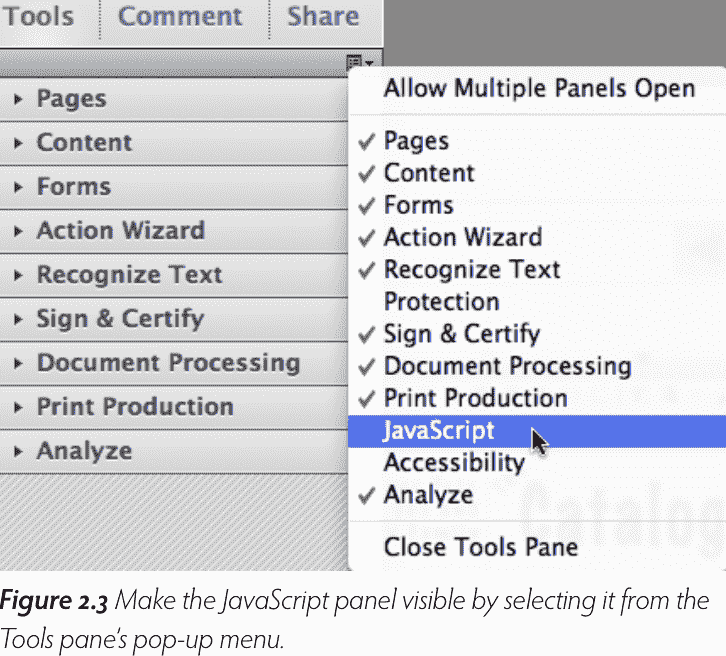 Tools Comment Share
Pages
Content
Forms
Action Wizard
Recognize Text
Sign & Certify
Document Processing
Print Production
Analyze
Allow Multiple Panels Open
Pages
Content
Forms
Action Wizard
Recognize Text
Protection
Sign & Certify
Document Processing
Print Production
JavaScript
Accessibility
Analyze
Close Tools Pane
Catalog
Figure 2.3 Make the JavaScript panel visible by selecting it from the
Tools pane's pop-up menu.